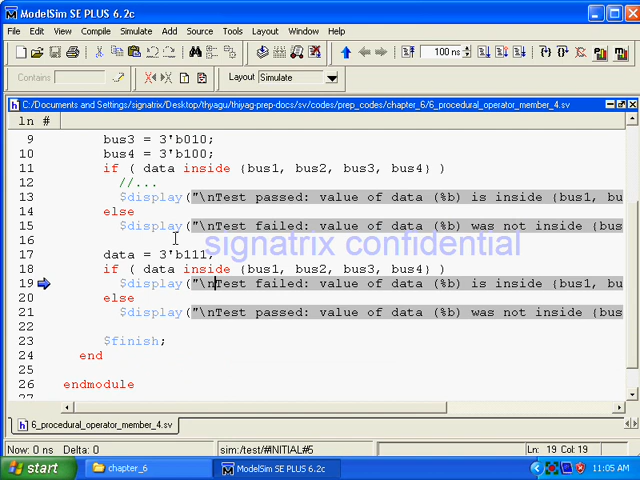 ModelSim SE PLUS 6.2c
File Edit View Compile Simulate Add Source Tools Layout Window Help
100 ns
Contains
Layout Simulate
C:/Documents and Settings/signatrix/Desktop/thyagu/thiyag-prep-docs/sv/codes/prep_codes/chapter_6/6_procedural_operator_member_4.sv
ln #
9 bus3 = 3'b010;
10 bus4 = 3'b100;
11 if ( data inside {bus1, bus2, bus3, bus4} )
12 //...
13 $display("\nTest passed: value of data (%b) is inside {bus1, bu
14 else
15 $display("\nTest failed: value of data (%b) was not inside {bus
16
signatrix confidential
17 data = 3'b111;
18 if ( data inside {bus1, bus2, bus3, bus4} )
19 $display("\nTest failed: value of data (%b) is inside {bus1, bu
20 else
21 $display("\nTest passed: value of data (%b) was not inside {bus
22
23 $finish;
24 end
25
26 endmodule
27
6_procedural_operator_member_4.sv
Now: 0 ns Delta: 0 sim:/test/#INITIAL#5 Ln: 19 Col: 19
start chapter_6 ModelSim SE PLUS 6.2c 11:05 AM